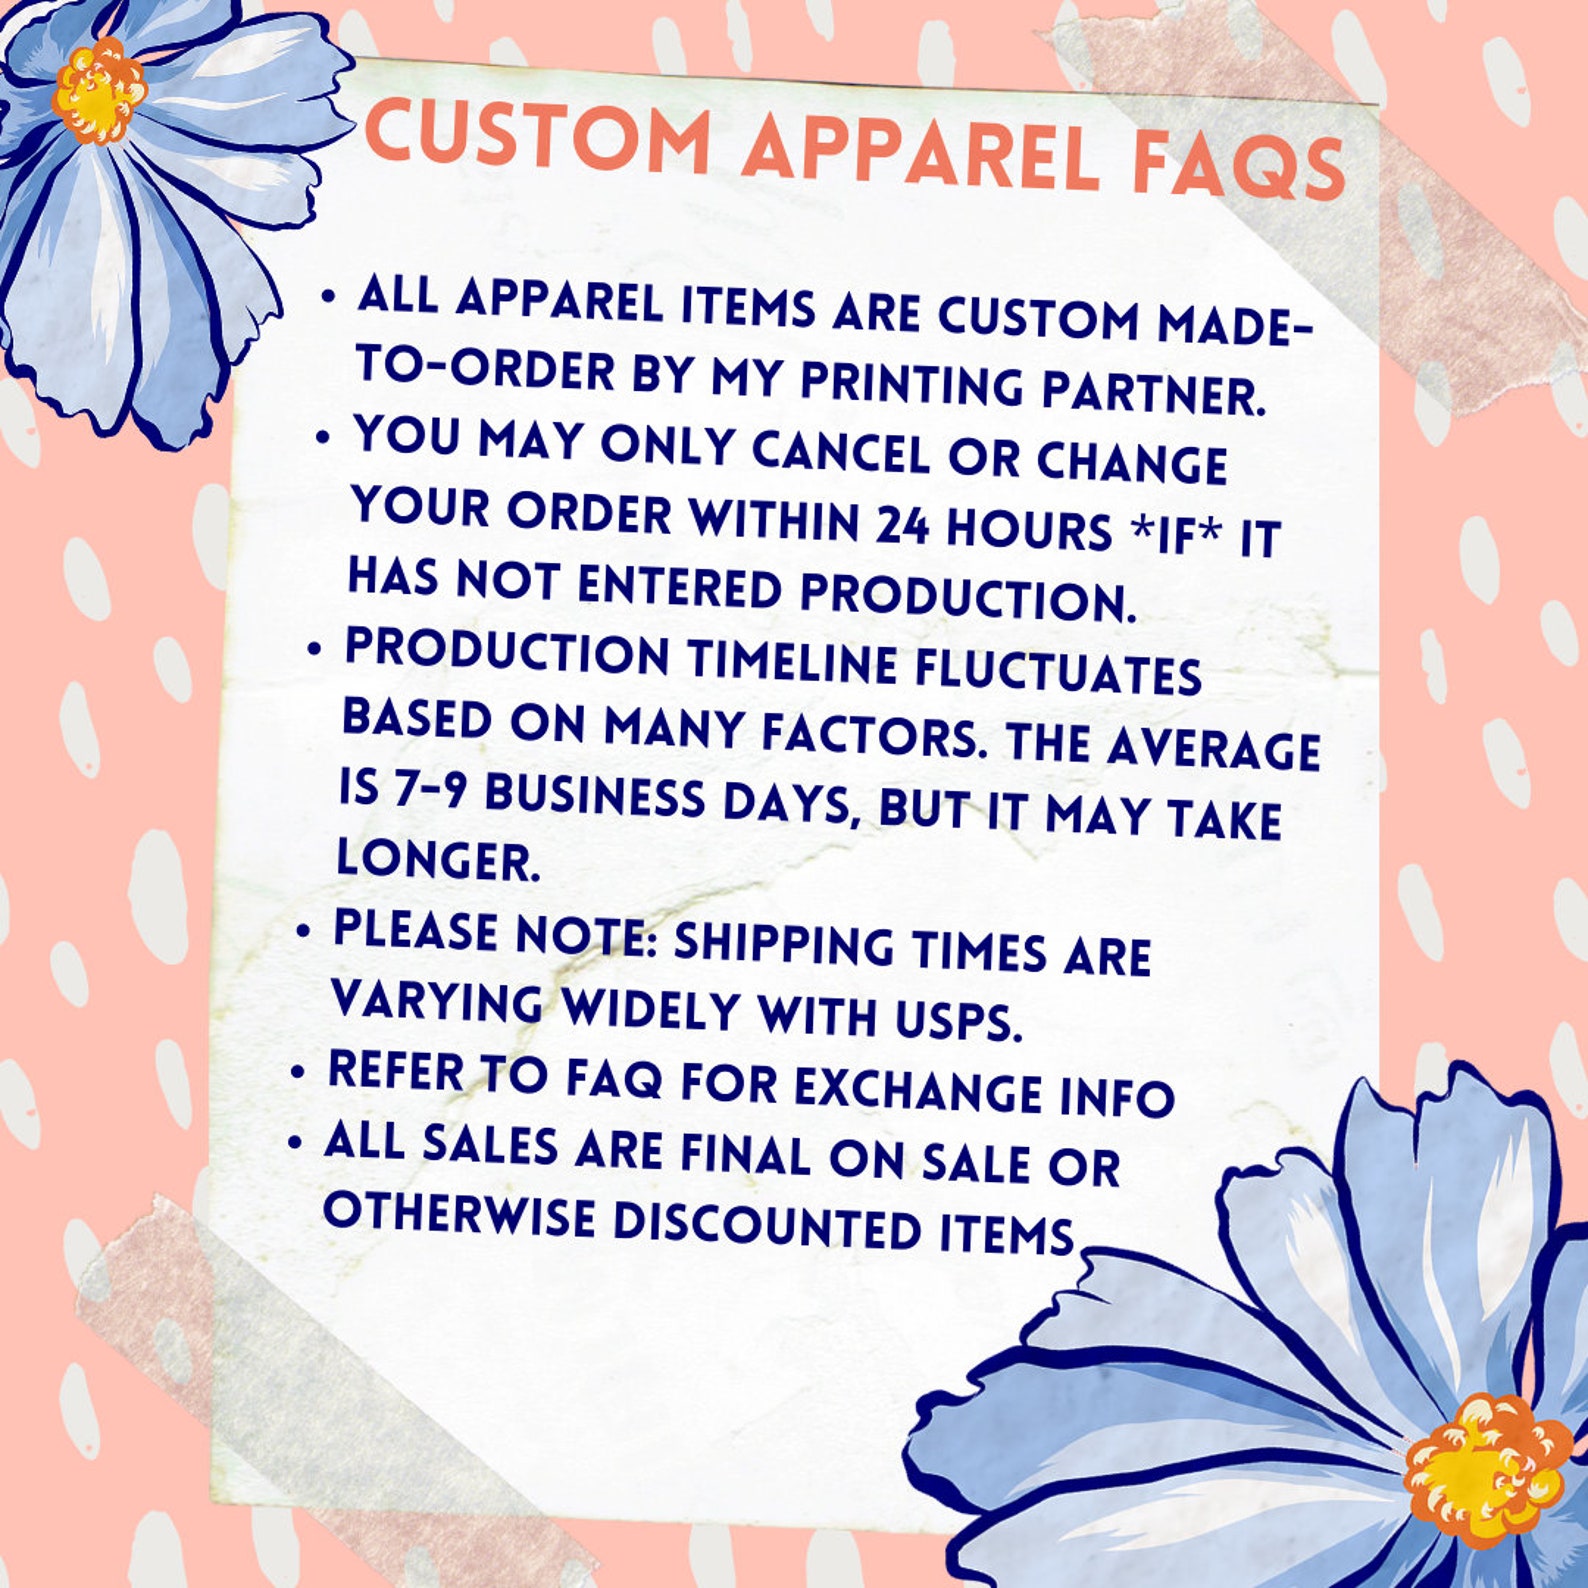 CUSTOM APPAREL FAQS
• ALL APPAREL ITEMS ARE CUSTOM MADE-
TO-ORDER BY MY PRINTING PARTNER.
• YOU MAY ONLY CANCEL OR CHANGE
YOUR ORDER WITHIN 24 HOURS *IF* IT
HAS NOT ENTERED PRODUCTION.
• PRODUCTION TIMELINE FLUCTUATES
BASED ON MANY FACTORS. THE AVERAGE
IS 7-9 BUSINESS DAYS, BUT IT MAY TAKE
LONGER.
• PLEASE NOTE: SHIPPING TIMES ARE
VARYING WIDELY WITH USPS.
• REFER TO FAQ FOR EXCHANGE INFO
• ALL SALES ARE FINAL ON SALE OR
OTHERWISE DISCOUNTED ITEMS